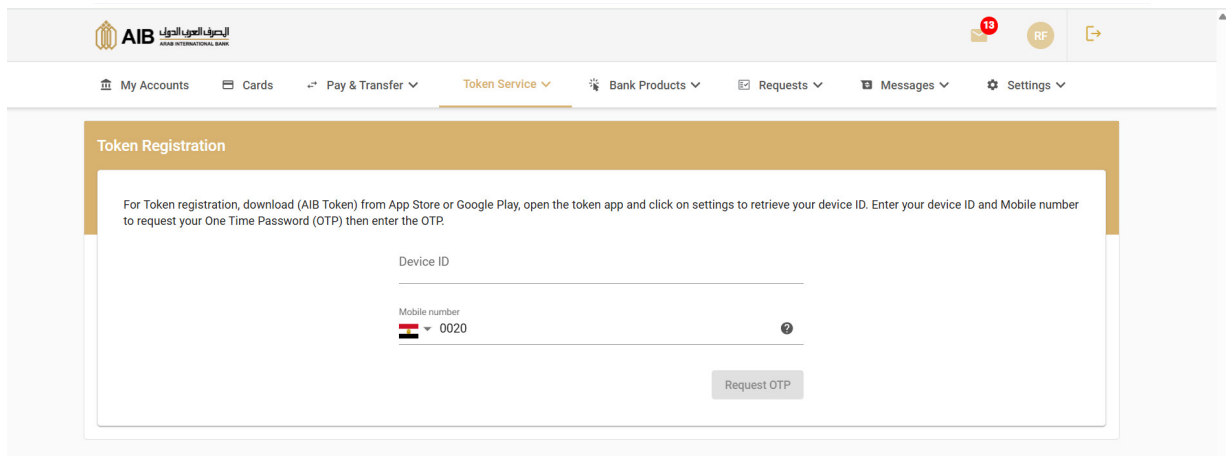 AIB المصرف العربي الدولي
ARAB INTERNATIONAL BANK
13
RF
My Accounts
Cards
Pay & Transfer
Token Service
Bank Products
Requests
Messages
Settings
Token Registration
For Token registration, download (AIB Token) from App Store or Google Play, open the token app and click on settings to retrieve your device ID. Enter your device ID and Mobile number
to request your One Time Password (OTP) then enter the OTP.
Device ID
Mobile number
0020
Request OTP